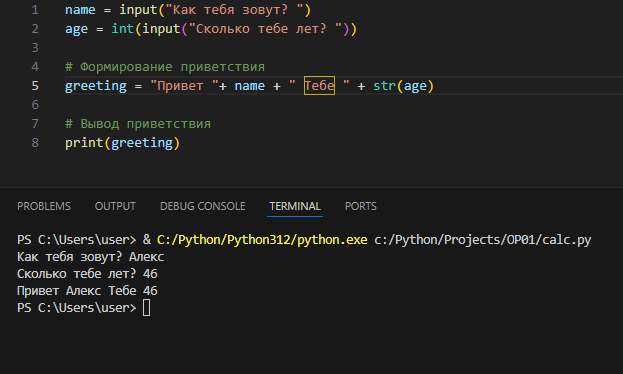 1 name = input("Как тебя зовут? ")
2 age = int(input("Сколько тебе лет? "))
3
4 # Формирование приветствия
5 greeting = "Привет "+ name + " Тебе " + str(age)
6
7 # Вывод приветствия
8 print(greeting)
PROBLEMS OUTPUT DEBUG CONSOLE TERMINAL PORTS
PS C:\Users\user> & C:/Python/Python312/python.exe c:/Python/Projects/OP01/calc.py
Как тебя зовут? Алекс
Сколько тебе лет? 46
Привет Алекс Тебе 46
PS C:\Users\user>